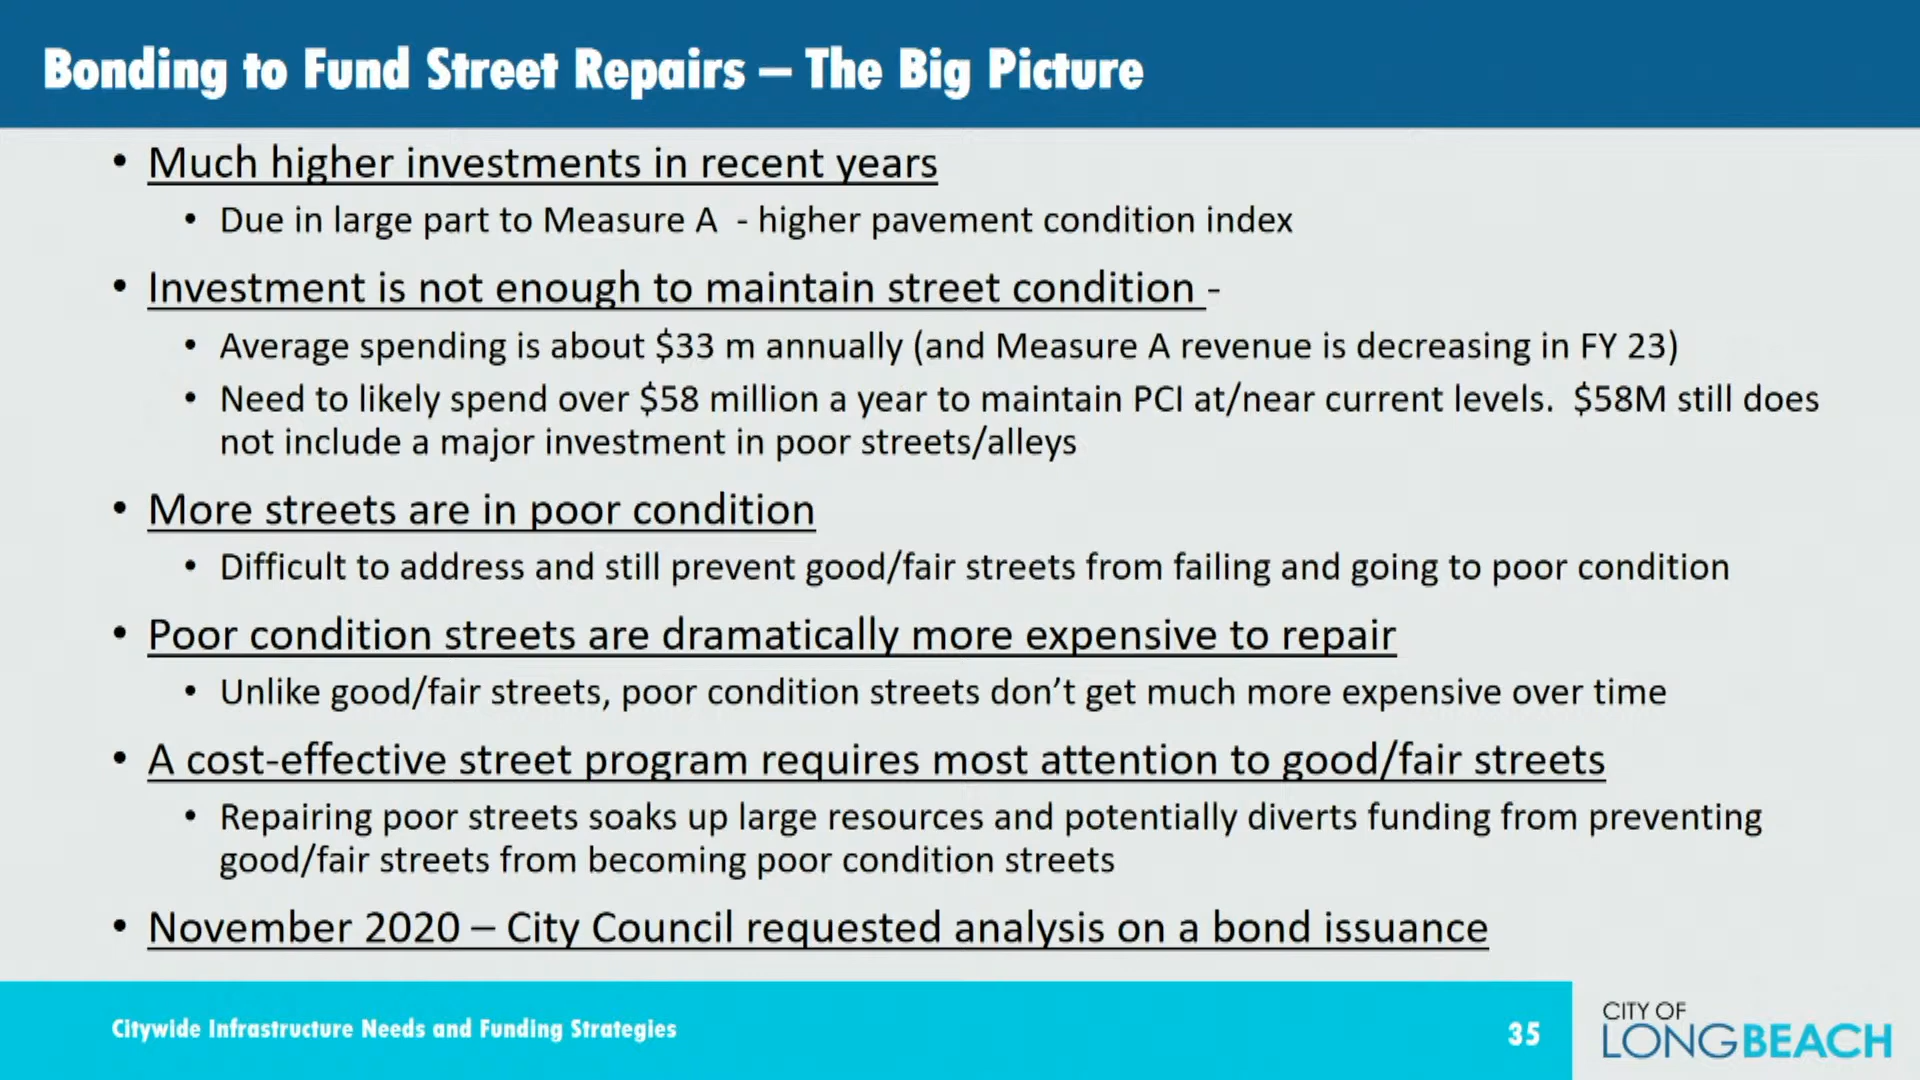 Bonding to Fund Street Repairs – The Big Picture
• Much higher investments in recent years
• Due in large part to Measure A - higher pavement condition index
• Investment is not enough to maintain street condition -
• Average spending is about $33 m annually (and Measure A revenue is decreasing in FY 23)
• Need to likely spend over $58 million a year to maintain PCI at/near current levels. $58M still does
not include a major investment in poor streets/alleys
• More streets are in poor condition
• Difficult to address and still prevent good/fair streets from failing and going to poor condition
• Poor condition streets are dramatically more expensive to repair
• Unlike good/fair streets, poor condition streets don’t get much more expensive over time
• A cost-effective street program requires most attention to good/fair streets
• Repairing poor streets soaks up large resources and potentially diverts funding from preventing
good/fair streets from becoming poor condition streets
• November 2020 – City Council requested analysis on a bond issuance
Citywide Infrastructure Needs and Funding Strategies
35
CITY OF
LONGBEACH